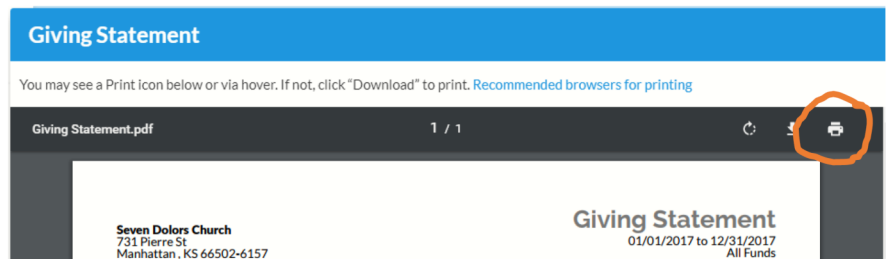 Giving Statement
You may see a Print icon below or via hover. If not, click “Download” to print. Recommended browsers for printing
Giving Statement.pdf 1 / 1
Giving Statement
Seven Dolors Church
731 Pierre St
Manhattan , KS 66502-6157
01/01/2017 to 12/31/2017
All Funds